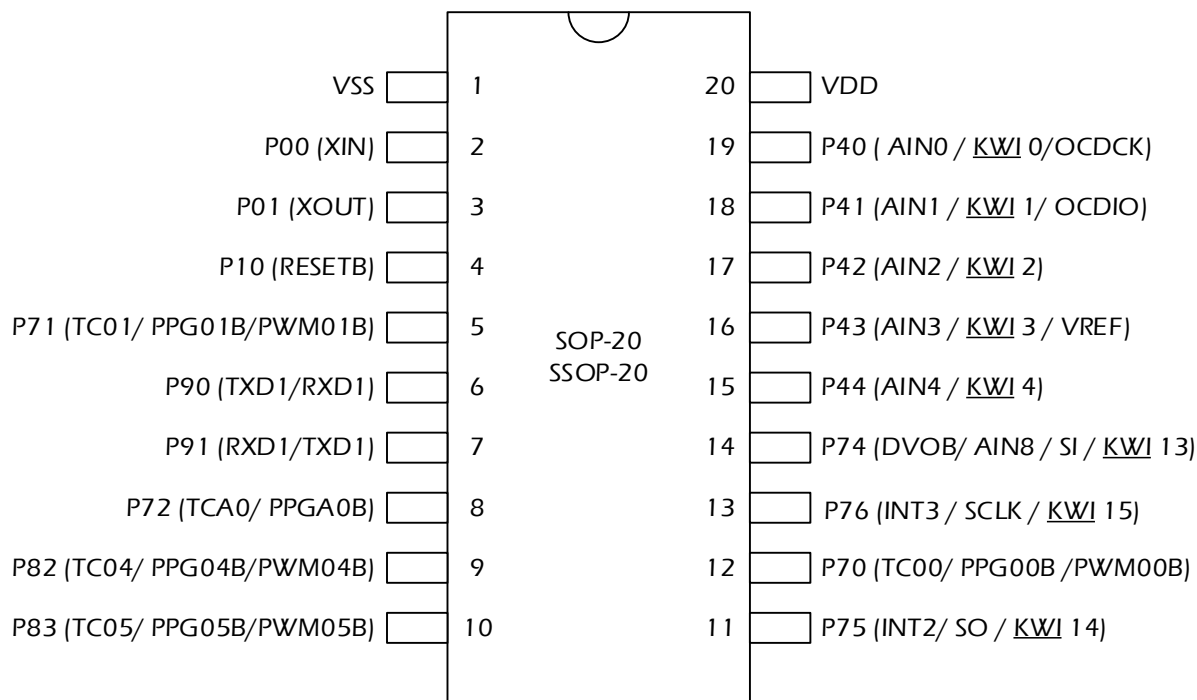 VSS 1 20 VDD
P00 (XIN) 2 19 P40 ( AIN0 / KWI 0/OCDCK)
P01 (XOUT) 3 18 P41 (AIN1 / KWI 1/ OCDIO)
P10 (RESETB) 4 17 P42 (AIN2 / KWI 2)
P71 (TC01/ PPG01B/PWM01B) 5 16 P43 (AIN3 / KWI 3 / VREF)
SOP-20
SSOP-20
P90 (TXD1/RXD1) 6 15 P44 (AIN4 / KWI 4)
P91 (RXD1/TXD1) 7 14 P74 (DVOB/ AIN8 / SI / KWI 13)
P72 (TCA0/ PPGA0B) 8 13 P76 (INT3 / SCLK / KWI 15)
P82 (TC04/ PPG04B/PWM04B) 9 12 P70 (TC00/ PPG00B /PWM00B)
P83 (TC05/ PPG05B/PWM05B) 10 11 P75 (INT2/ SO / KWI 14)